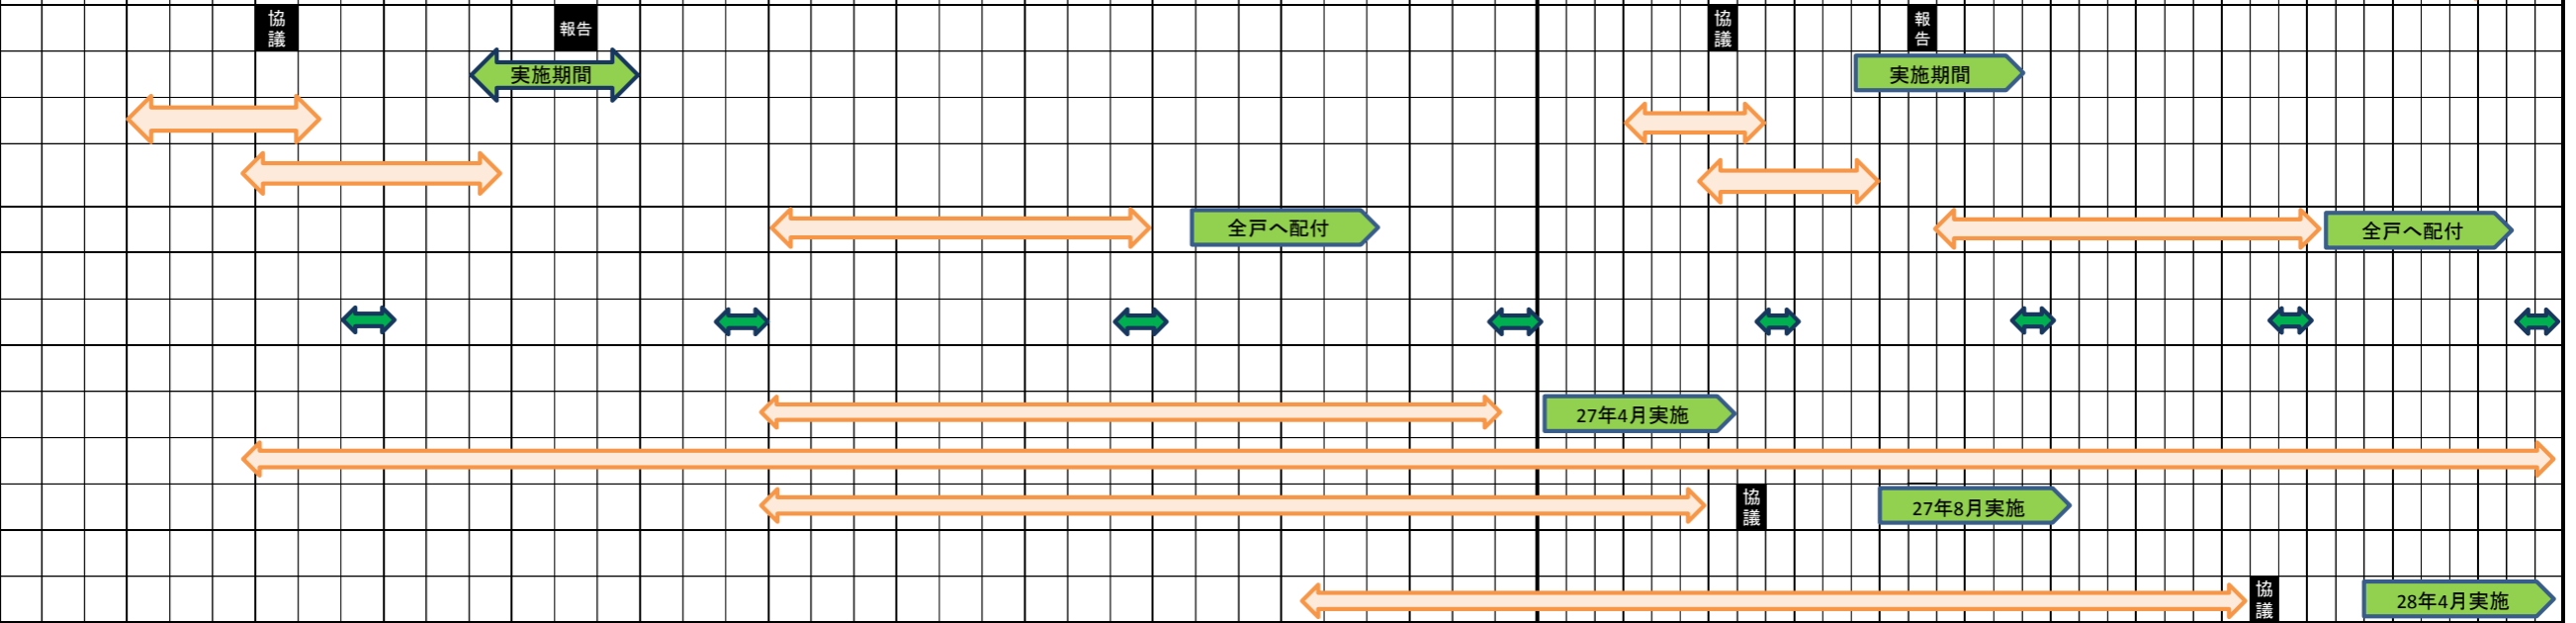 協
議
報告
協
議
報
告
実施期間
実施期間
全戸へ配付
全戸へ配付
27年4月実施
協
議
27年8月実施
協
議
28年4月実施